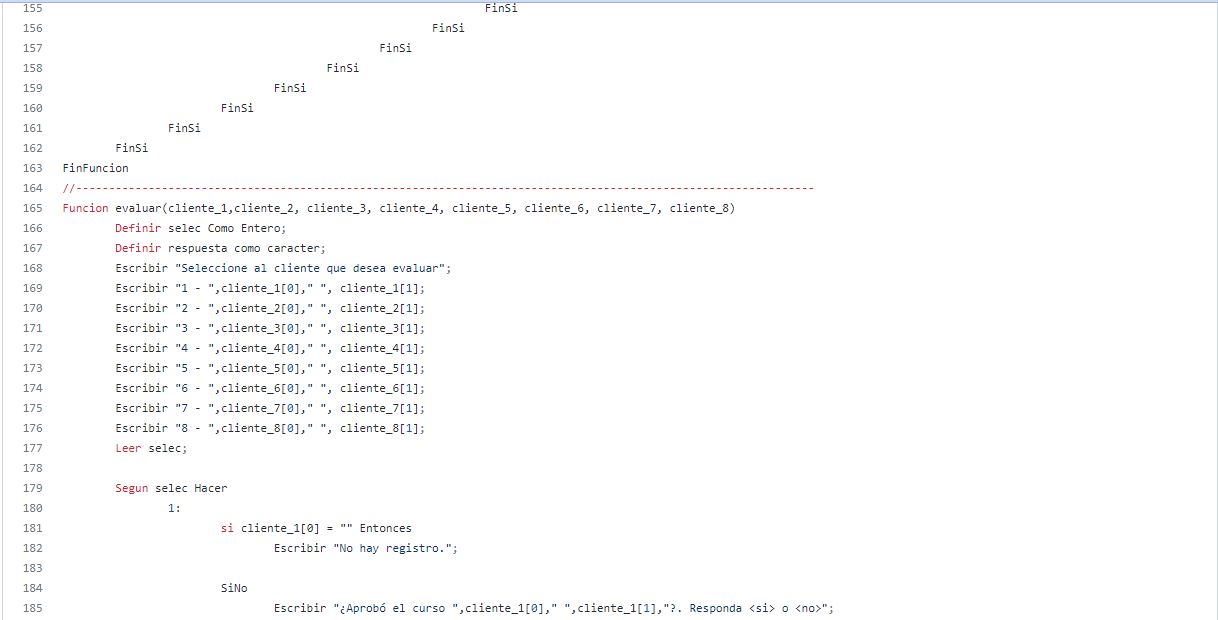 155 FinSi
156 FinSi
157 FinSi
158 FinSi
159 FinSi
160 FinSi
161 FinSi
162 FinSi
163 FinFuncion
164 //----------------------------------------------------------------------------------------------------------------
165 Funcion evaluar(cliente_1,cliente_2, cliente_3, cliente_4, cliente_5, cliente_6, cliente_7, cliente_8)
166 Definir selec Como Entero;
167 Definir respuesta como caracter;
168 Escribir "Seleccione al cliente que desea evaluar";
169 Escribir "1 - ",cliente_1[0]," ", cliente_1[1];
170 Escribir "2 - ",cliente_2[0]," ", cliente_2[1];
171 Escribir "3 - ",cliente_3[0]," ", cliente_3[1];
172 Escribir "4 - ",cliente_4[0]," ", cliente_4[1];
173 Escribir "5 - ",cliente_5[0]," ", cliente_5[1];
174 Escribir "6 - ",cliente_6[0]," ", cliente_6[1];
175 Escribir "7 - ",cliente_7[0]," ", cliente_7[1];
176 Escribir "8 - ",cliente_8[0]," ", cliente_8[1];
177 Leer selec;
178
179 Segun selec Hacer
180 1:
181 si cliente_1[0] = "" Entonces
182 Escribir "No hay registro.";
183
184 SiNo
185 Escribir "¿Aprobó el curso ",cliente_1[0]," ",cliente_1[1],"?. Responda <si> o <no>";